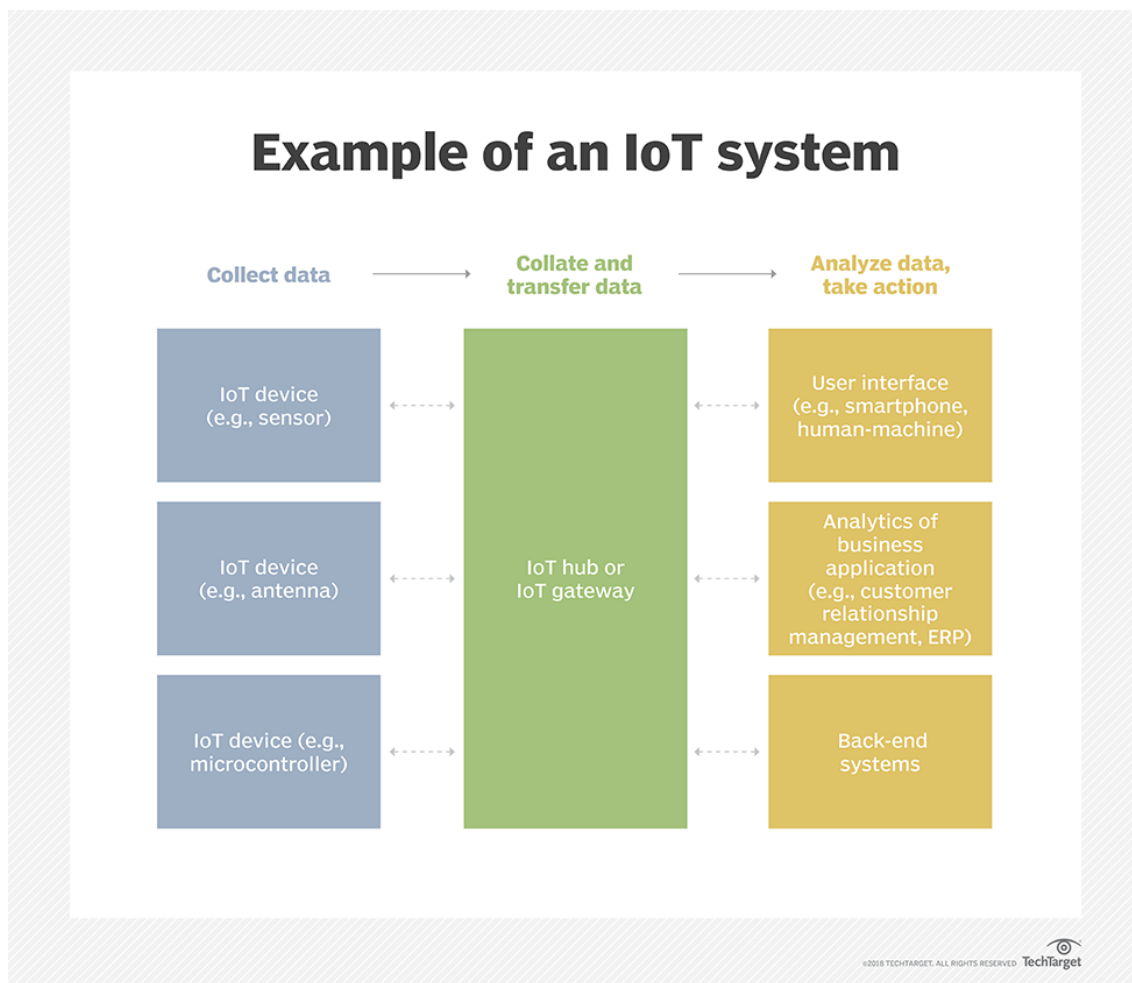 Example of an IoT system
Collect data
Collate and
transfer data
Analyze data,
take action
IoT device
(e.g., sensor)
IoT device
(e.g., antenna)
IoT device (e.g.,
microcontroller)
IoT hub or
IoT gateway
User interface
(e.g., smartphone,
human-machine)
Analytics of
business
application
(e.g., customer
relationship
management, ERP)
Back-end
systems
©2018 TECHTARGET. ALL RIGHTS RESERVED
TechTarget